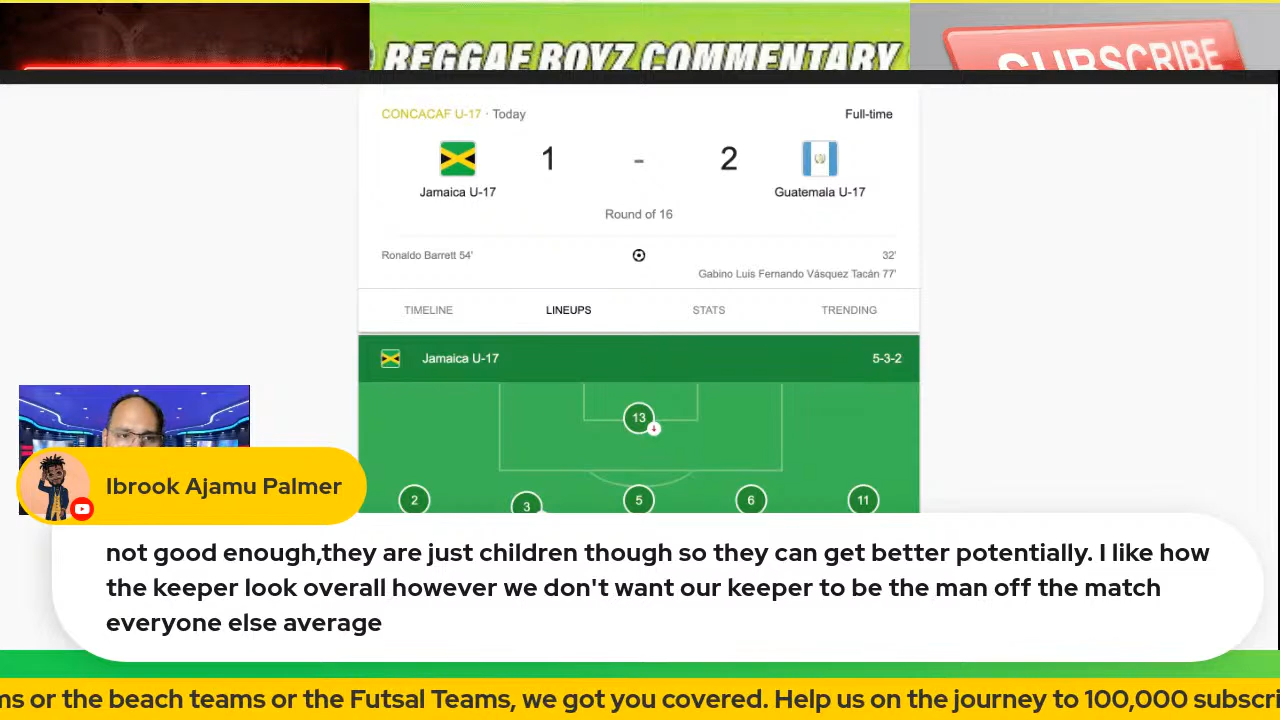 REGGAE BOYZ COMMENTARY
SUBSCRIBE
CONCACAF U-17 · Today
Full-time
1 - 2
Jamaica U-17
Guatemala U-17
Round of 16
Ronaldo Barrett 54'
32'
Gabino Luis Fernando Vásquez Tacán 77'
TIMELINE LINEUPS STATS TRENDING
Jamaica U-17 5-3-2
13
2 3 5 6 11
Ibrook Ajamu Palmer
not good enough,they are just children though so they can get better potentially. I like how
the keeper look overall however we don't want our keeper to be the man off the match
everyone else average
ms or the beach teams or the Futsal Teams, we got you covered. Help us on the journey to 100,000 subscri